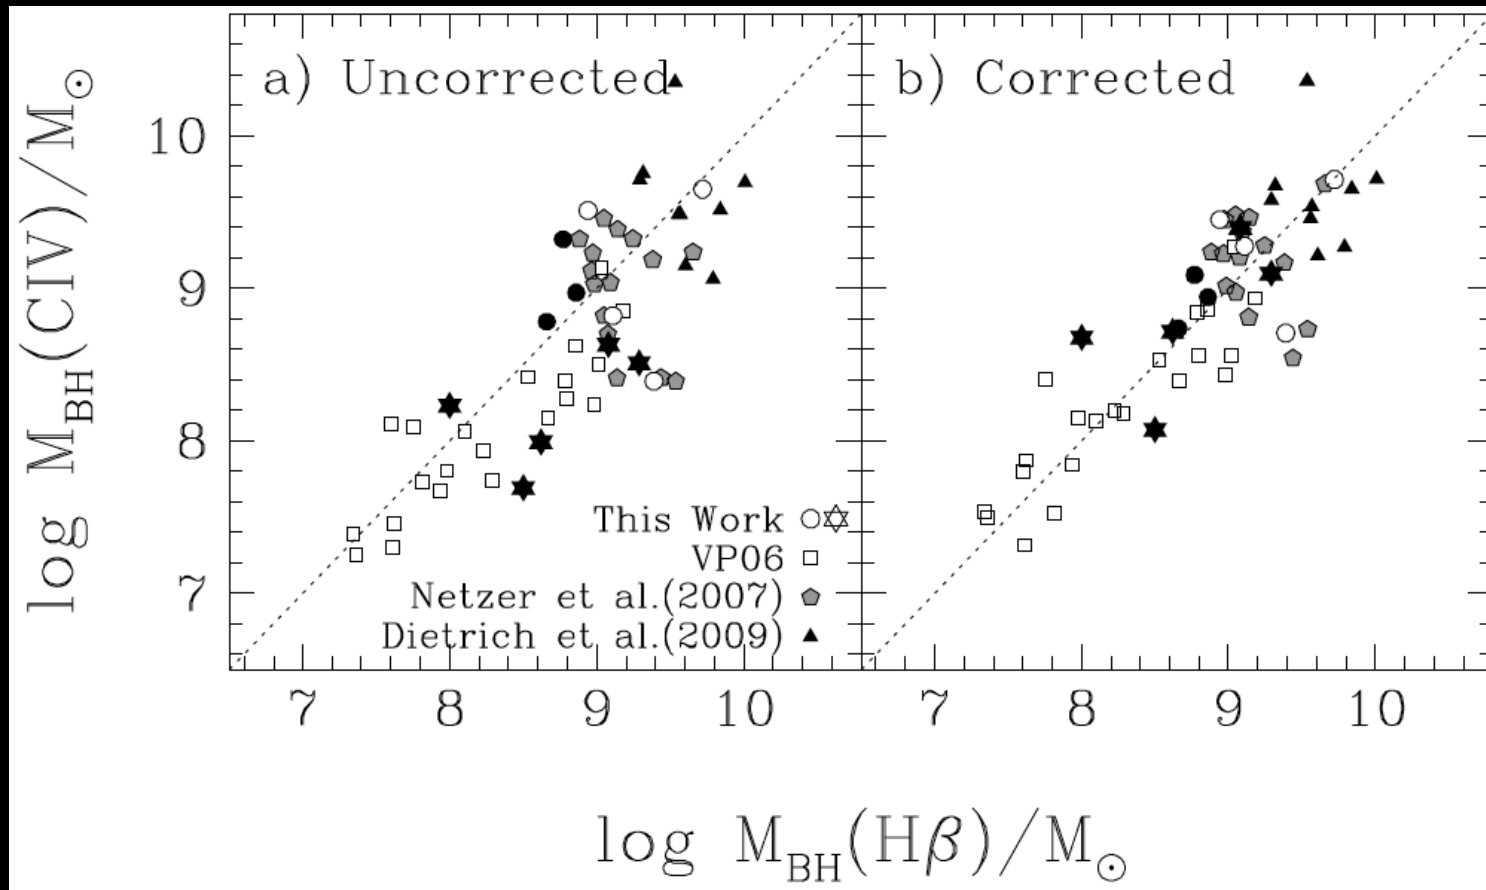 a) Uncorrected
b) Corrected
log M_BH(CIV)/M_⊙
10
9
8
7
This Work
VP06
Netzer et al.(2007)
Dietrich et al.(2009)
7 8 9 10
7 8 9 10
log M_BH(Hβ)/M_⊙